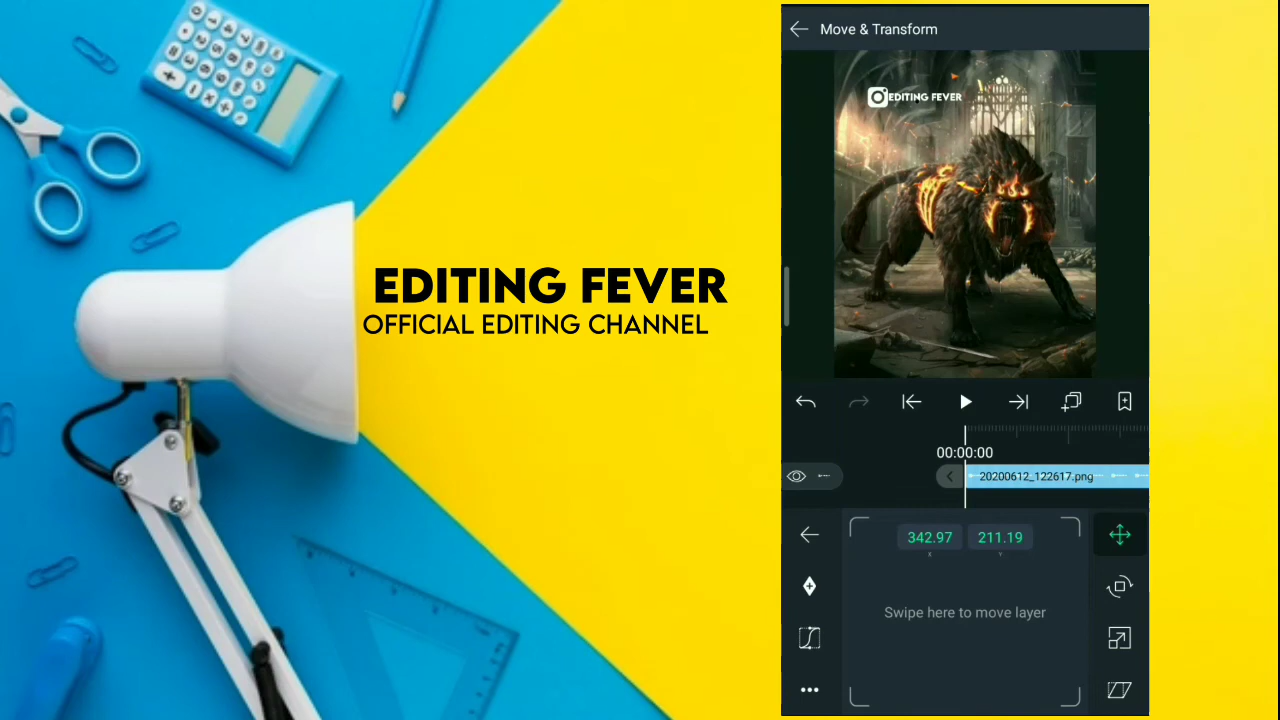 EDITING FEVER
OFFICIAL EDITING CHANNEL
Move & Transform
EDITING FEVER
00:00:00
20200612_122617.png
342.97 211.19
X Y
Swipe here to move layer